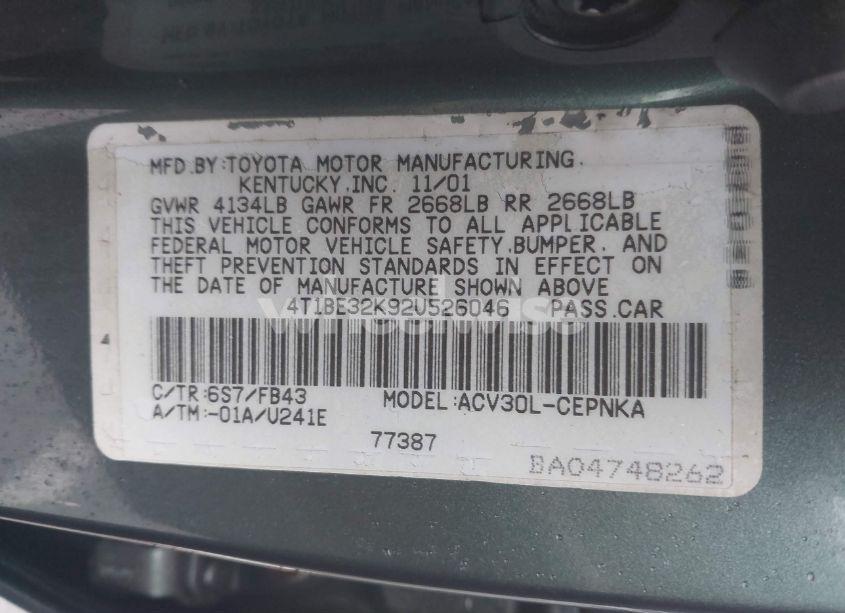 MFD.BY:TOYOTA MOTOR MANUFACTURING.
KENTUCKY.INC. 11/01
GVWR 4134LB GAWR FR 2668LB RR 2668LB
THIS VEHICLE CONFORMS TO ALL APPLICABLE
FEDERAL MOTOR VEHICLE SAFETY.BUMPER. AND
THEFT PREVENTION STANDARDS IN EFFECT ON
THE DATE OF MANUFACTURE SHOWN ABOVE
4T1BE32K92U526046 PASS.CAR
C/TR:6S7/FB43 MODEL:ACV30L-CEPNKA
A/TM:-01A/U241E
77387
BA04748262